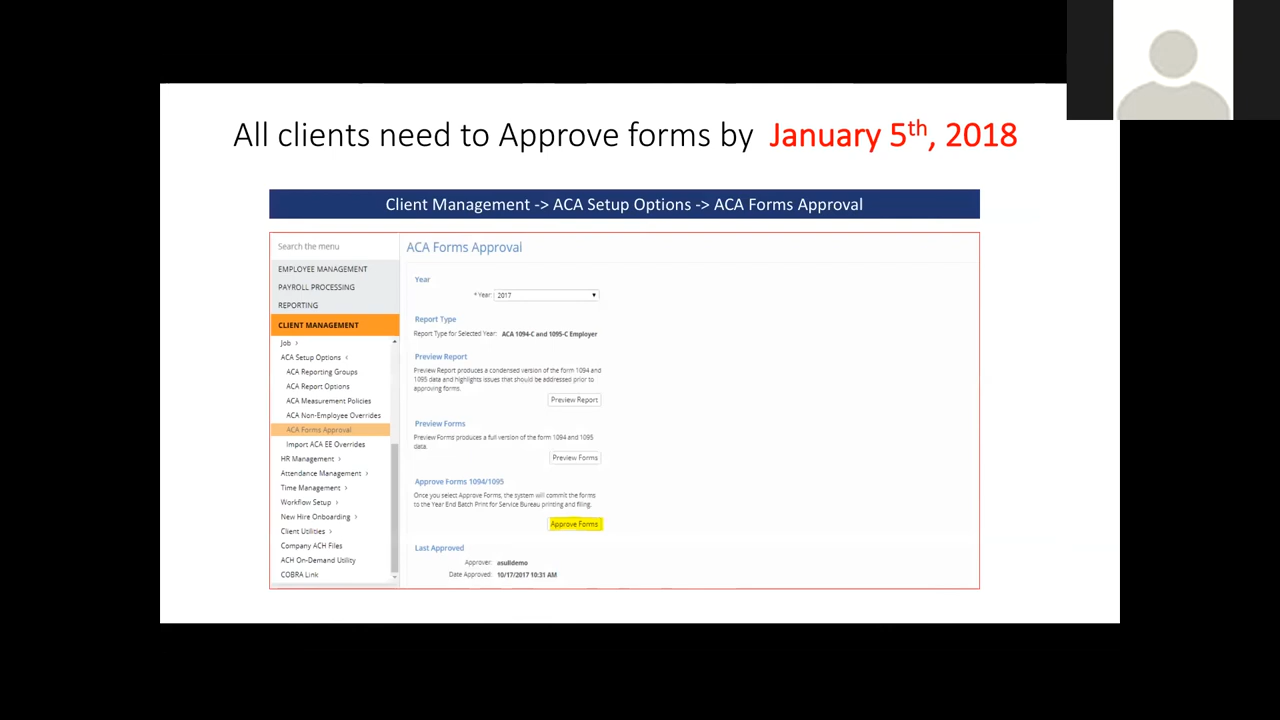 All clients need to Approve forms by January 5th, 2018
Client Management -> ACA Setup Options -> ACA Forms Approval
Search the menu
EMPLOYEE MANAGEMENT
PAYROLL PROCESSING
REPORTING
CLIENT MANAGEMENT
Job ›
ACA Setup Options ‹
ACA Reporting Groups
ACA Report Options
ACA Measurement Policies
ACA Non-Employee Overrides
ACA Forms Approval
Import ACA EE Overrides
HR Management ›
Attendance Management ›
Time Management ›
Workflow Setup ›
New Hire Onboarding ›
Client Utilities ›
Company ACH Files
ACH On-Demand Utility
COBRA Link
ACA Forms Approval
Year
* Year: 2017
Report Type
Report Type for Selected Year: ACA 1094-C and 1095-C Employer
Preview Report
Preview Report produces a condensed version of the form 1094 and
1095 data and highlights issues that should be addressed prior to
approving forms.
Preview Report
Preview Forms
Preview Forms produces a full version of the form 1094 and 1095
data.
Preview Forms
Approve Forms 1094/1095
Once you select Approve Forms, the system will commit the forms
to the Year End Batch Print for Service Bureau printing and filing.
Approve Forms
Last Approved
Approver: asulldemo
Date Approved: 10/17/2017 10:31 AM